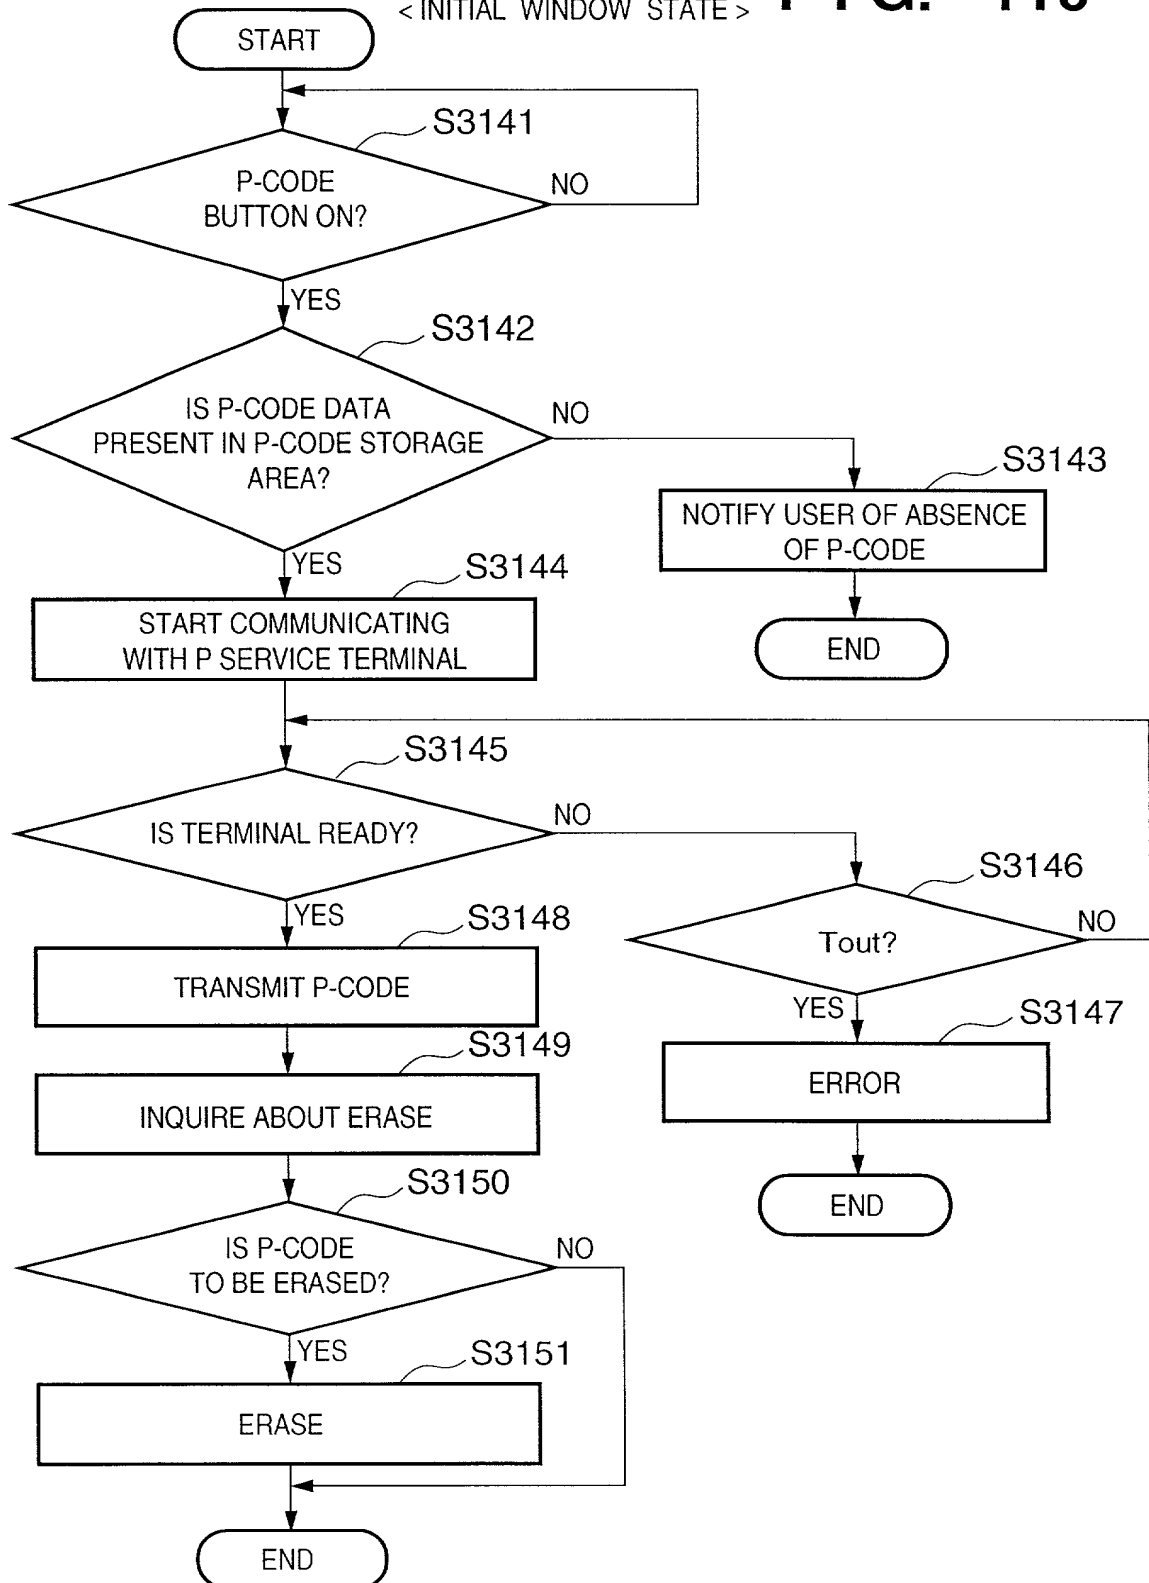 < INITIAL WINDOW STATE >
START
S3141
P-CODE
BUTTON ON?
NO
YES
S3142
IS P-CODE DATA
PRESENT IN P-CODE STORAGE
AREA?
NO
S3143
NOTIFY USER OF ABSENCE
OF P-CODE
END
YES
S3144
START COMMUNICATING
WITH P SERVICE TERMINAL
S3145
IS TERMINAL READY?
NO
S3146
Tout?
NO
YES
S3147
ERROR
END
YES
S3148
TRANSMIT P-CODE
S3149
INQUIRE ABOUT ERASE
S3150
IS P-CODE
TO BE ERASED?
NO
YES
S3151
ERASE
END